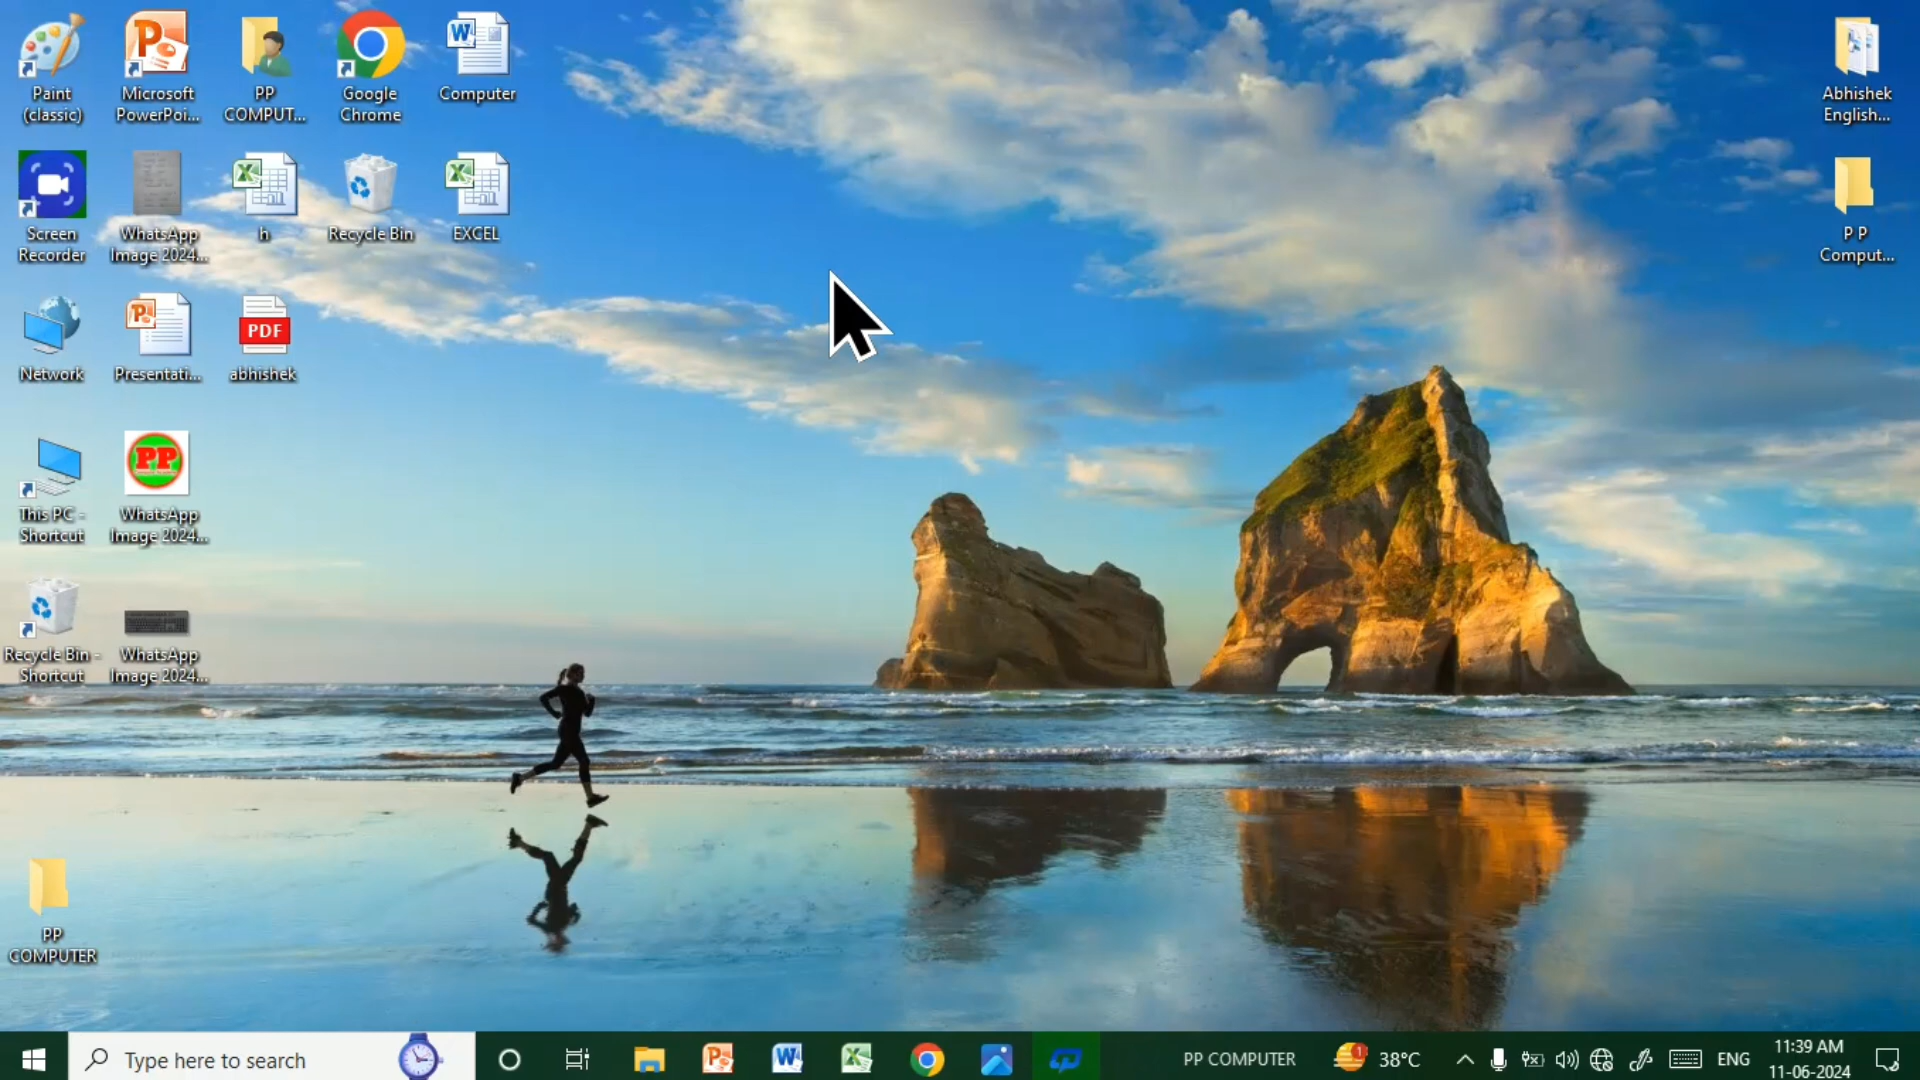 Paint
(classic)
Microsoft
PowerPoi...
PP
COMPUT...
Google
Chrome
Computer
Abhishek
English...
Screen
Recorder
WhatsApp
Image 2024...
h
Recycle Bin
EXCEL
P P
Comput...
Network
Presentati...
PDF
abhishek
This PC -
Shortcut
PP
WhatsApp
Image 2024...
Recycle Bin -
Shortcut
WhatsApp
Image 2024...
PP
COMPUTER
Type here to search
PP COMPUTER
1
38°C
ENG
11:39 AM
11-06-2024